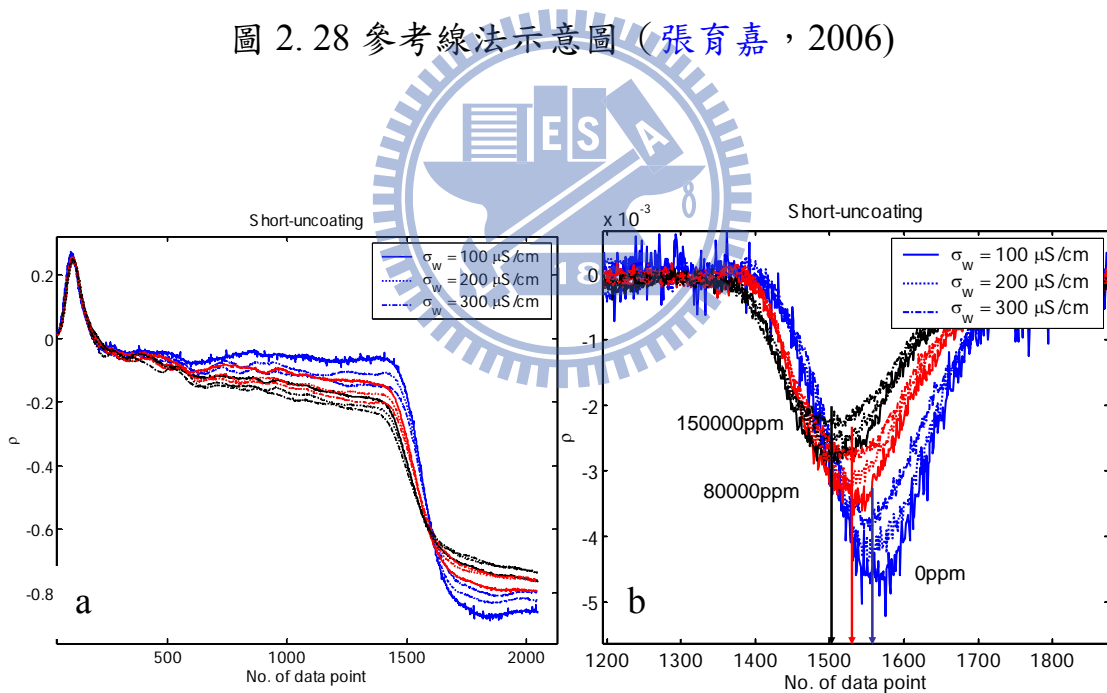 圖 2. 28 參考線法示意圖（張育嘉，2006)
E S A
18
Short-uncoating
σw = 100 μS/cm
σw = 200 μS/cm
σw = 300 μS/cm
0.2
0
-0.2
-0.4
-0.6
-0.8
ρ
a
500
1000
1500
2000
No. of data point
Short-uncoating
x 10-3
σw = 100 μS/cm
σw = 200 μS/cm
σw = 300 μS/cm
0
-1
-2
-3
-4
-5
ρ
150000ppm
80000ppm
0ppm
b
1200
1300
1400
1500
1600
1700
1800
No. of data point